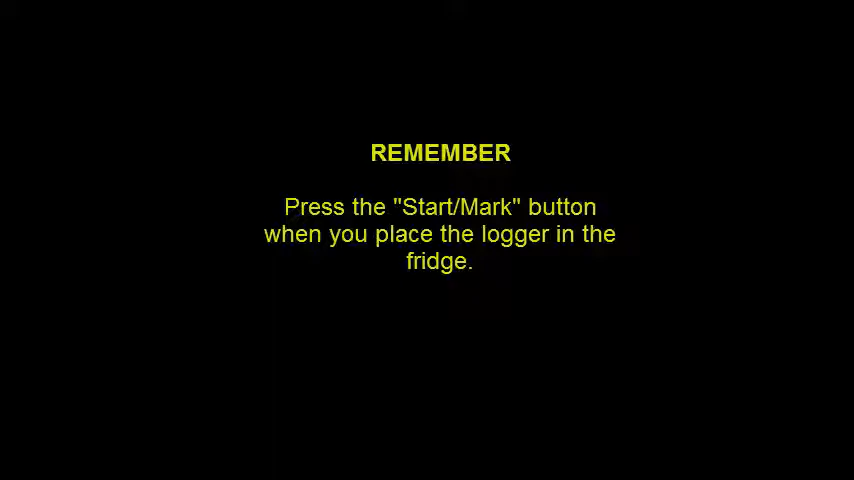 REMEMBER
Press the "Start/Mark" button
when you place the logger in the
fridge.